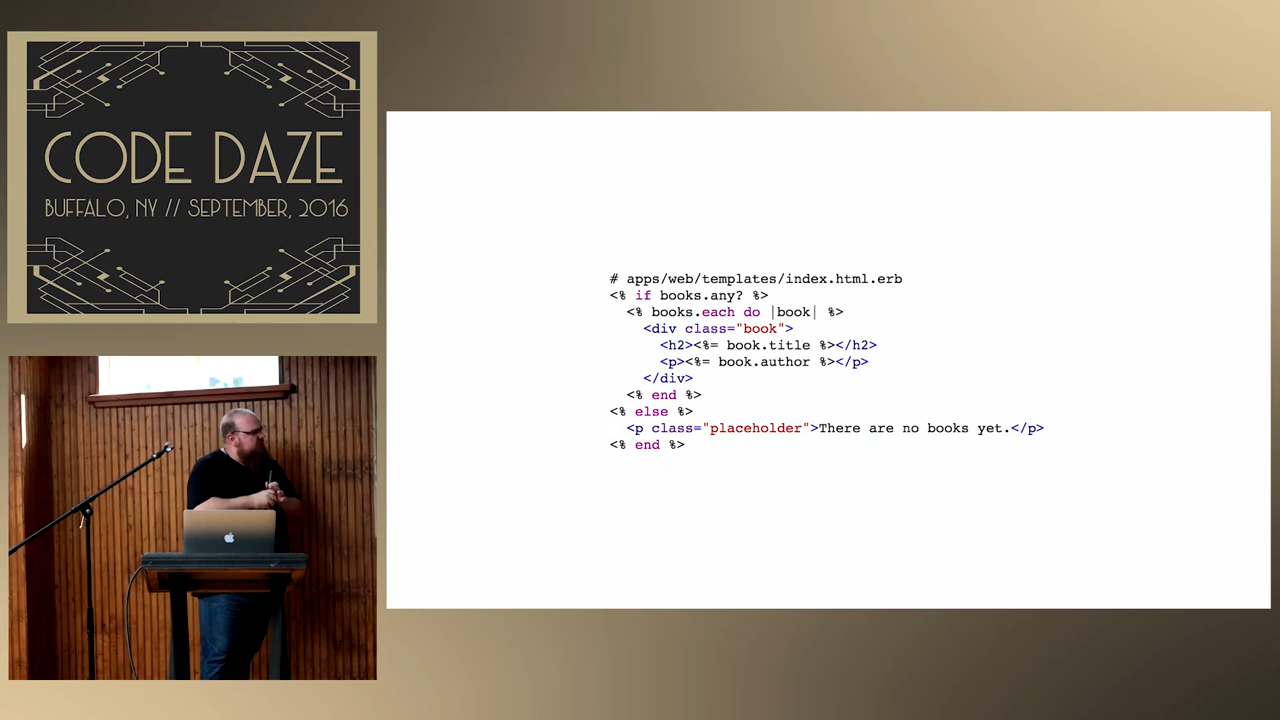 CODE DAZE
BUFFALO, NY // SEPTEMBER, 2016
# apps/web/templates/index.html.erb
<% if books.any? %>
  <% books.each do |book| %>
    <div class="book">
      <h2><%= book.title %></h2>
      <p><%= book.author %></p>
    </div>
  <% end %>
<% else %>
  <p class="placeholder">There are no books yet.</p>
<% end %>